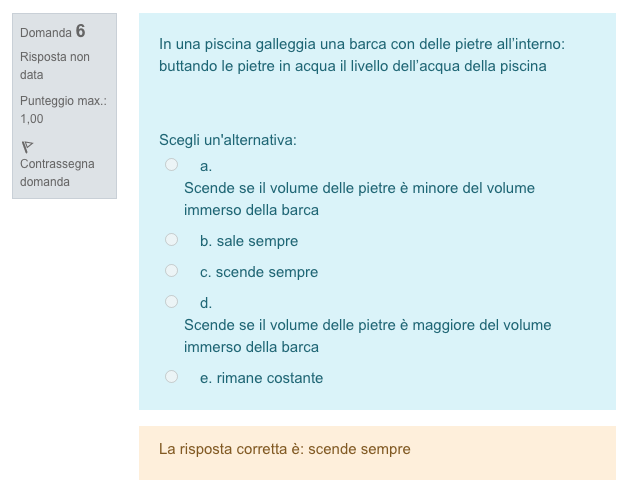 Domanda 6
Risposta non
data
Punteggio max.:
1,00
Contrassegna
domanda
In una piscina galleggia una barca con delle pietre all'interno:
buttando le pietre in acqua il livello dell'acqua della piscina
Scegli un'alternativa:
a.
Scende se il volume delle pietre è minore del volume
immerso della barca
b. sale sempre
c. scende sempre
d.
Scende se il volume delle pietre è maggiore del volume
immerso della barca
e. rimane costante
La risposta corretta è: scende sempre